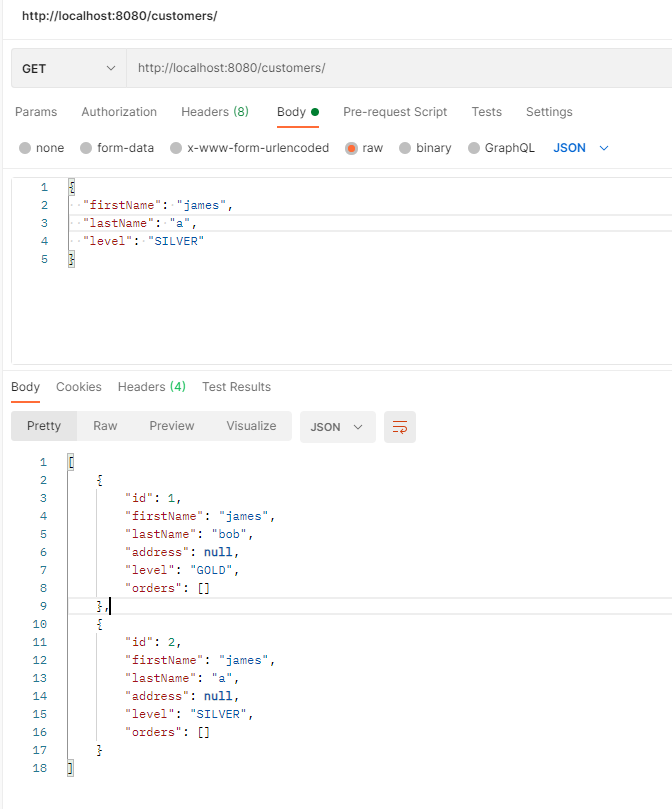 http://localhost:8080/customers/
GET http://localhost:8080/customers/
Params Authorization Headers (8) Body Pre-request Script Tests Settings
none form-data x-www-form-urlencoded raw binary GraphQL JSON
1 {
2 "firstName": "james",
3 "lastName": "a",
4 "level": "SILVER"
5 }
Body Cookies Headers (4) Test Results
Pretty Raw Preview Visualize JSON
1 [
2 {
3 "id": 1,
4 "firstName": "james",
5 "lastName": "bob",
6 "address": null,
7 "level": "GOLD",
8 "orders": []
9 },
10 {
11 "id": 2,
12 "firstName": "james",
13 "lastName": "a",
14 "address": null,
15 "level": "SILVER",
16 "orders": []
17 }
18 ]